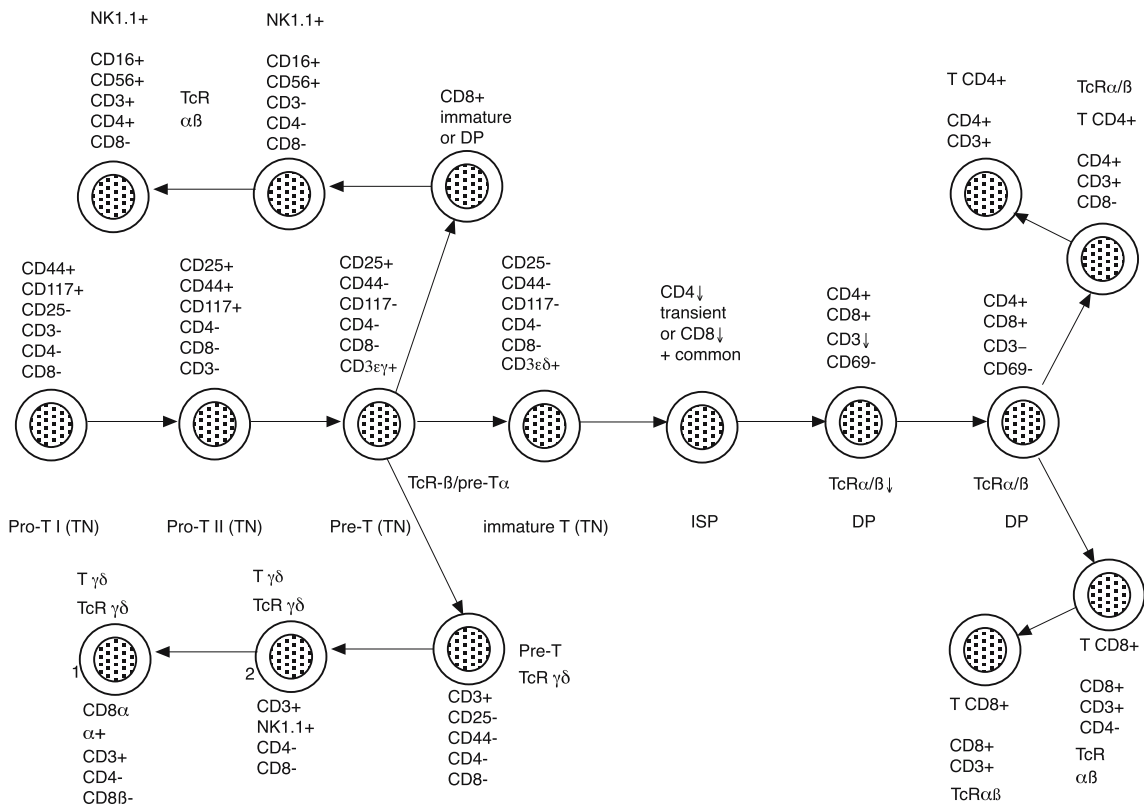 NK1.1+
CD16+
CD56+
CD3+
CD4+
CD8-
TcR
αß
NK1.1+
CD16+
CD56+
CD3-
CD4-
CD8-
CD8+
immature
or DP
T CD4+
CD4+
CD3+
TcRα/ß
T CD4+
CD4+
CD3+
CD8-
CD44+
CD117+
CD25-
CD3-
CD4-
CD8-
CD25+
CD44+
CD117+
CD4-
CD8-
CD3-
CD25+
CD44-
CD117-
CD4-
CD8-
CD3εγ+
CD25-
CD44-
CD117-
CD4-
CD8-
CD3εδ+
CD4↓
transient
or CD8↓
+ common
CD4+
CD8+
CD3↓
CD69-
CD4+
CD8+
CD3–
CD69-
TcR-ß/pre-Tα
TcRα/ß↓
TcRα/ß
Pro-T I (TN)
Pro-T II (TN)
Pre-T (TN)
immature T (TN)
ISP
DP
DP
T γδ
TcR γδ
1
CD8α
α+
CD3+
CD4-
CD8ß-
T γδ
TcR γδ
2
CD3+
NK1.1+
CD4-
CD8-
Pre-T
TcR γδ
CD3+
CD25-
CD44-
CD4-
CD8-
T CD8+
CD8+
CD3+
TcRαß
T CD8+
CD8+
CD3+
CD4-
TcR
αß